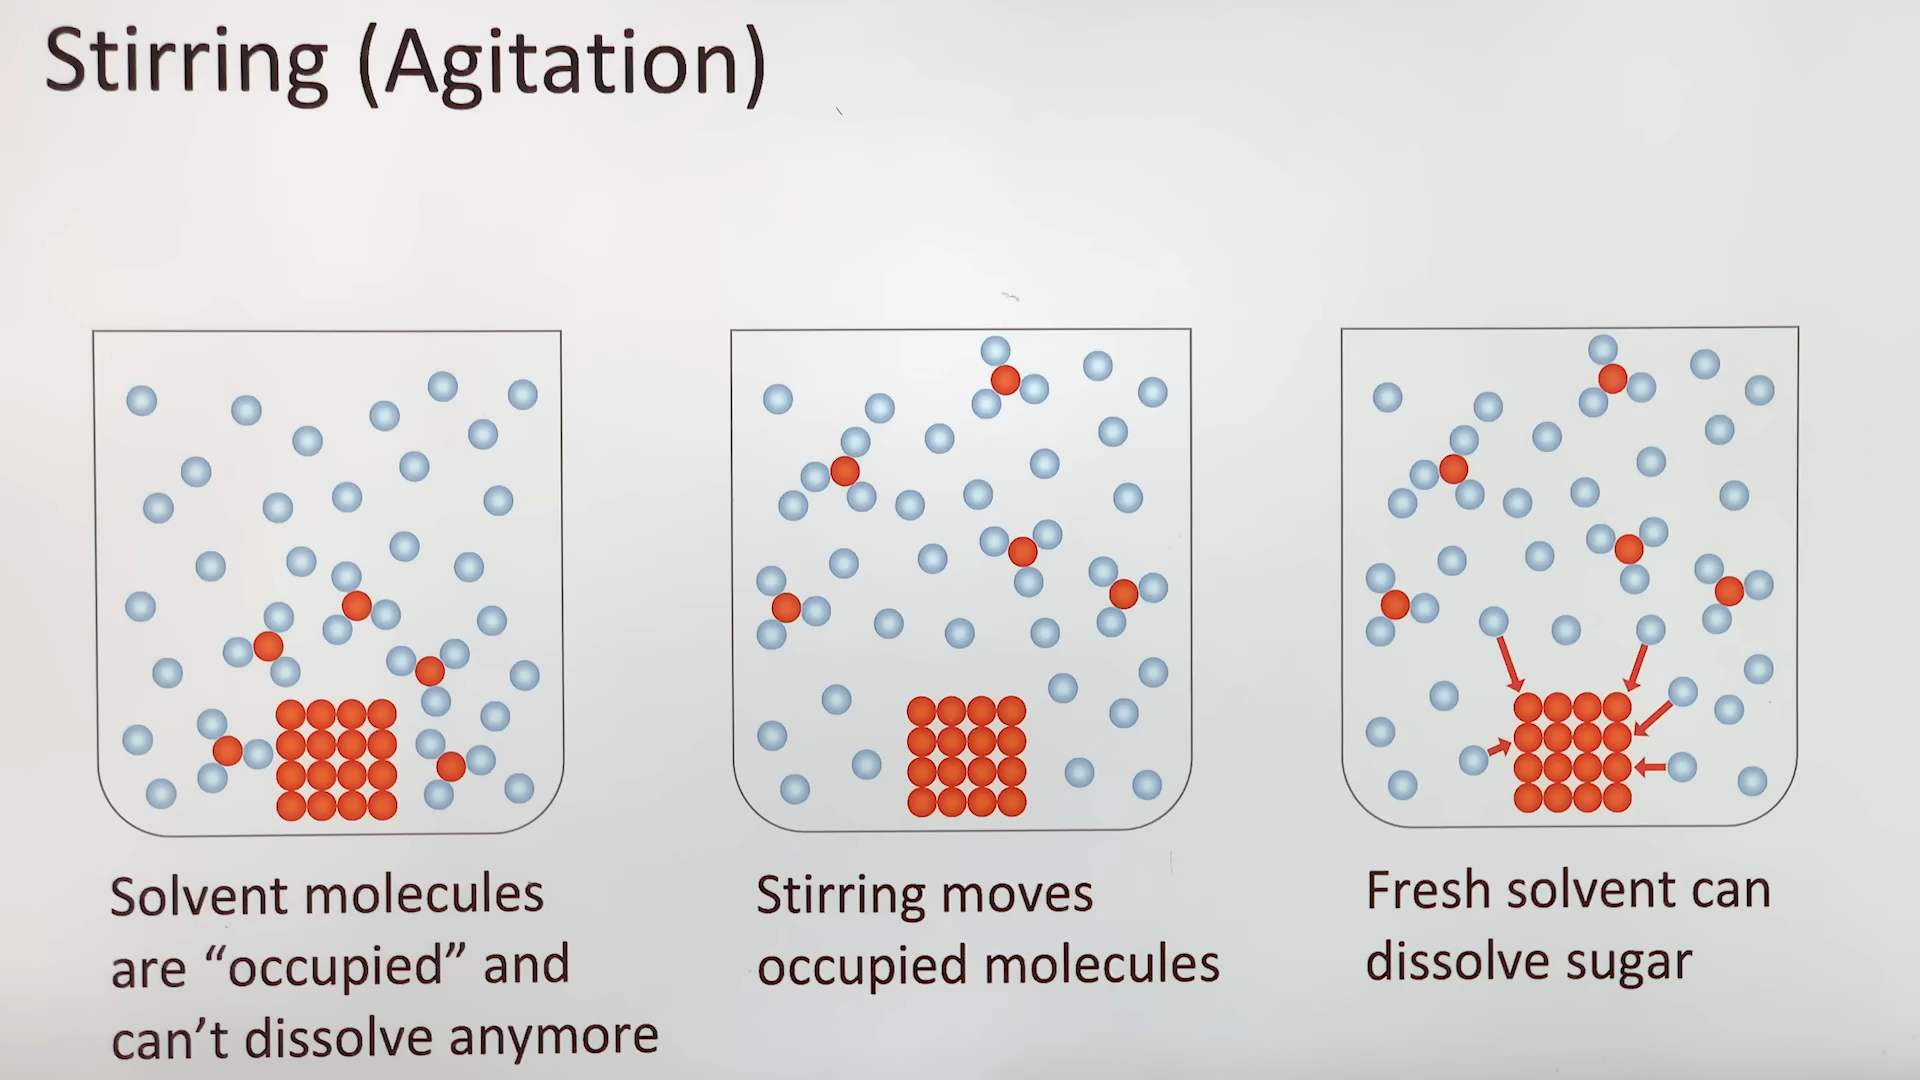 Stirring (Agitation)
Solvent molecules
are “occupied” and
can’t dissolve anymore
Stirring moves
occupied molecules
Fresh solvent can
dissolve sugar